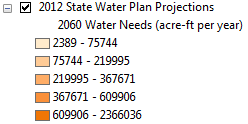 2012 State Water Plan Projections
2060 Water Needs (acre-ft per year)
2389 - 75744
75744 - 219995
219995 - 367671
367671 - 609906
609906 - 2366036